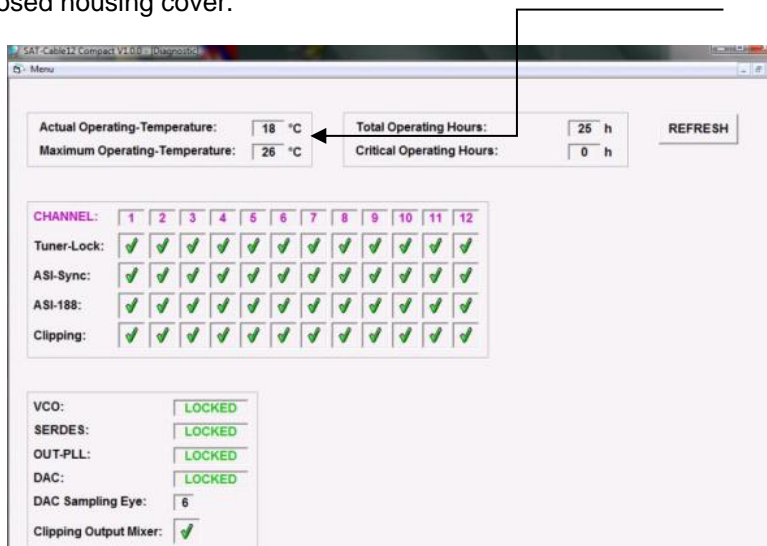 osed housing cover.
SAT-Cable12 Compact V1.0.0 - [Diagnostic]
Menu
Actual Operating-Temperature: 18 °C
Maximum Operating-Temperature: 26 °C
Total Operating Hours: 25 h
Critical Operating Hours: 0 h
REFRESH
CHANNEL: 1 2 3 4 5 6 7 8 9 10 11 12
Tuner-Lock:
ASI-Sync:
ASI-188:
Clipping:
VCO: LOCKED
SERDES: LOCKED
OUT-PLL: LOCKED
DAC: LOCKED
DAC Sampling Eye: 6
Clipping Output Mixer: